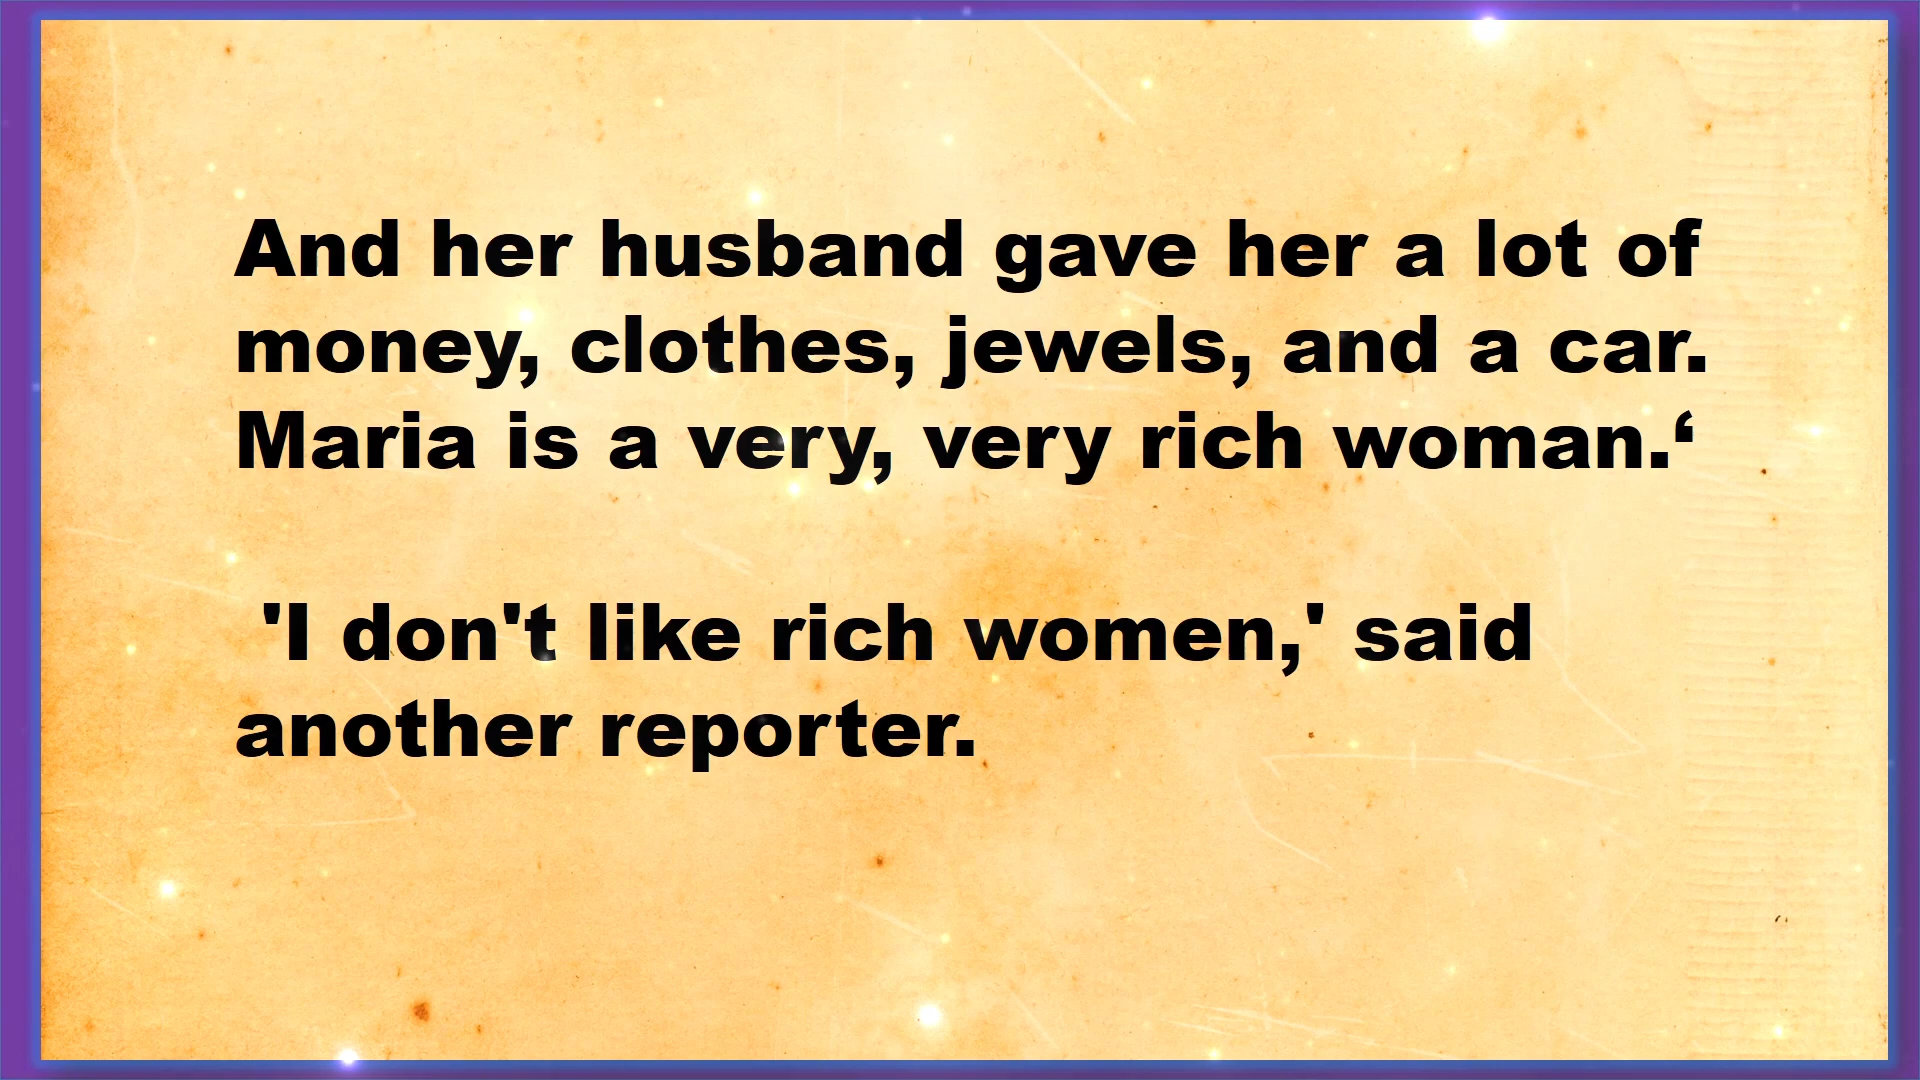 And her husband gave her a lot of
money, clothes, jewels, and a car.
Maria is a very, very rich woman.‘
'I don't like rich women,' said
another reporter.